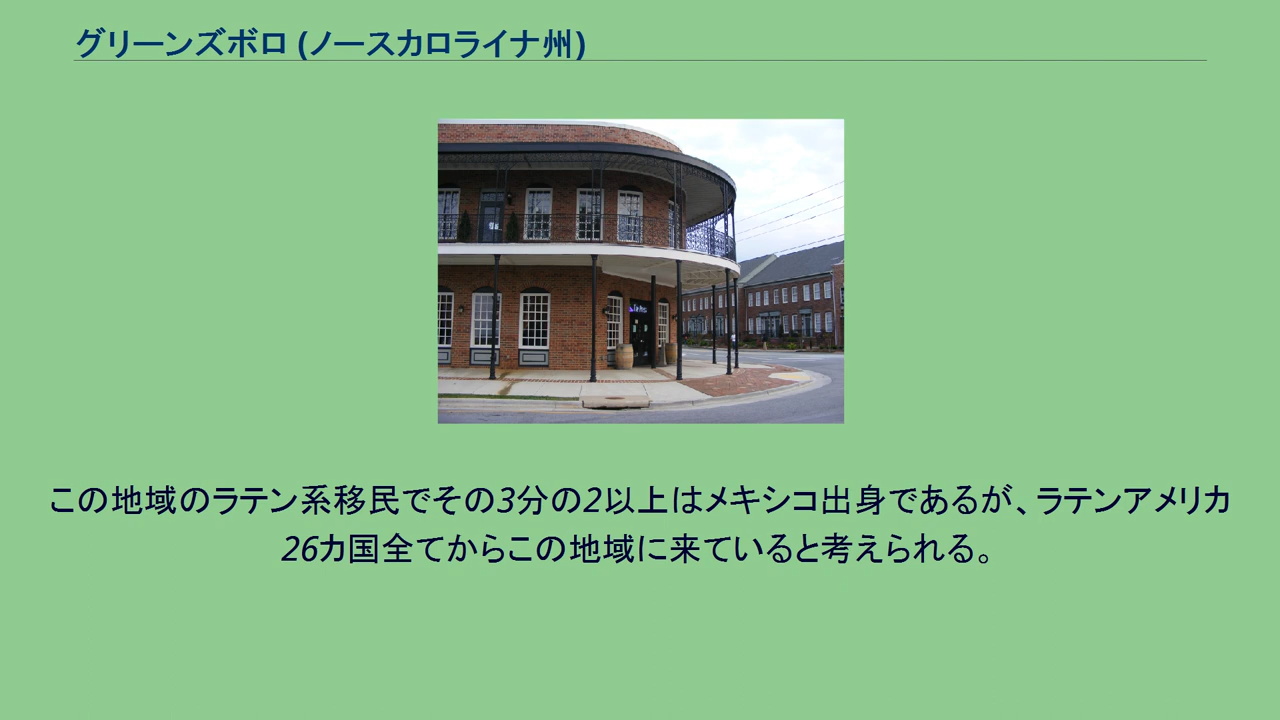 グリーンズボロ (ノースカロライナ州)
この地域のラテン系移民でその3分の2以上はメキシコ出身であるが、ラテンアメリカ
26カ国全てからこの地域に来ていると考えられる。